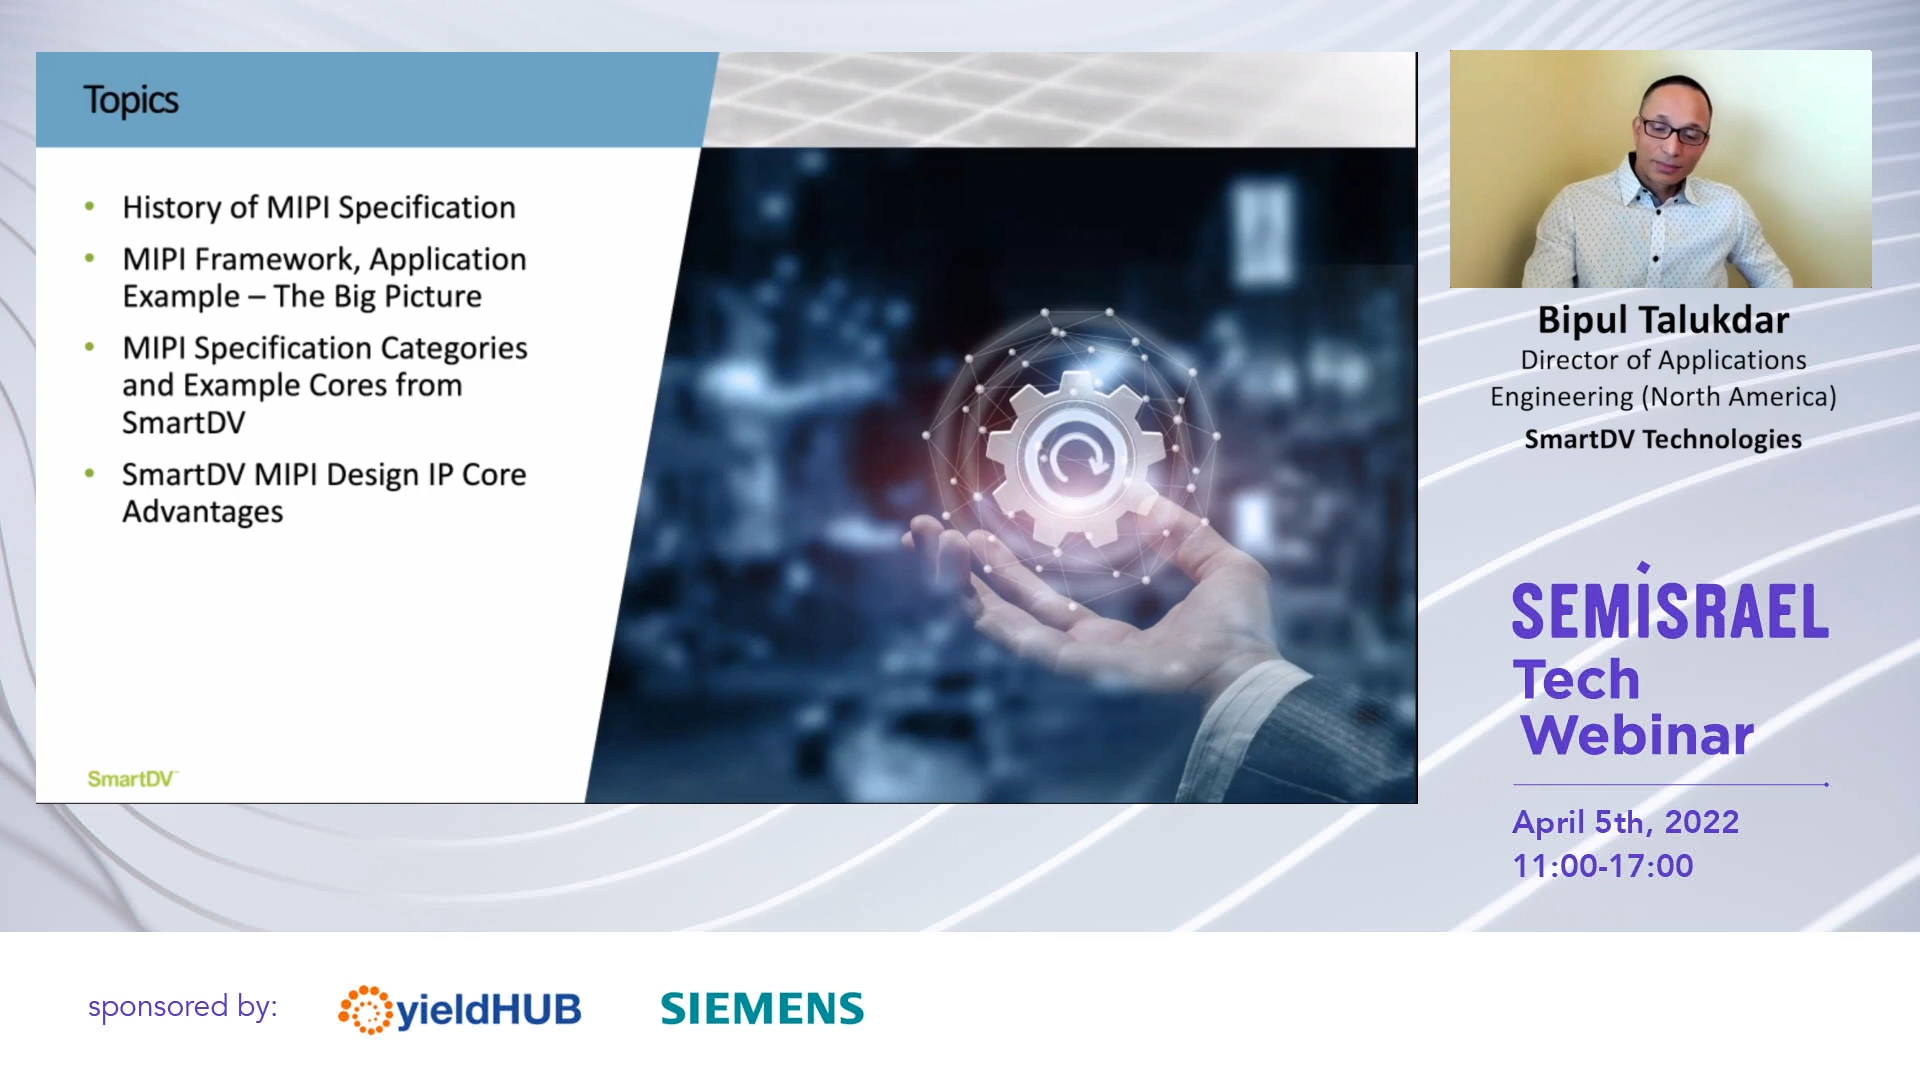 Topics
• History of MIPI Specification
• MIPI Framework, Application
Example – The Big Picture
• MIPI Specification Categories
and Example Cores from
SmartDV
• SmartDV MIPI Design IP Core
Advantages
SmartDV™
Bipul Talukdar
Director of Applications
Engineering (North America)
SmartDV Technologies
SEMISRAEL
Tech
Webinar
April 5th, 2022
11:00-17:00
sponsored by:
yieldHUB
SIEMENS